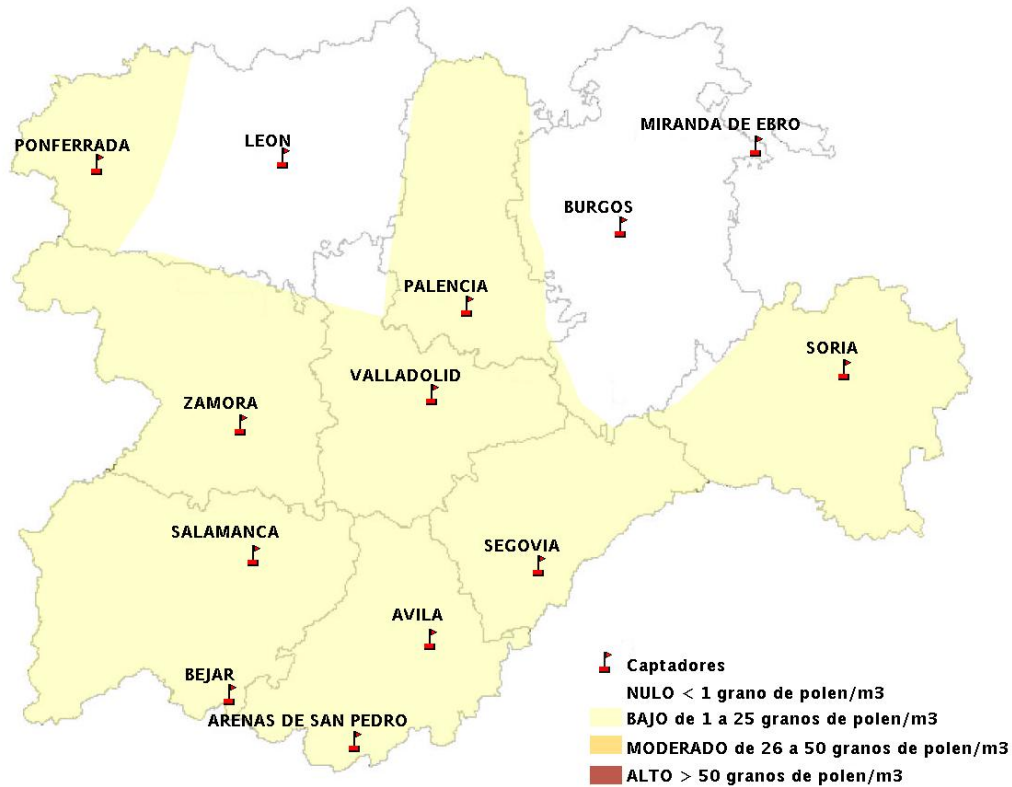 MIRANDA DE EBRO
PONFERRADA
LEON
BURGOS
PALENCIA
SORIA
VALLADOLID
ZAMORA
SALAMANCA
SEGOVIA
AVILA
BEJAR
ARENAS DE SAN PEDRO
Captadores
NULO < 1 grano de polen/m3
BAJO de 1 a 25 granos de polen/m3
MODERADO de 26 a 50 granos de polen/m3
ALTO > 50 granos de polen/m3